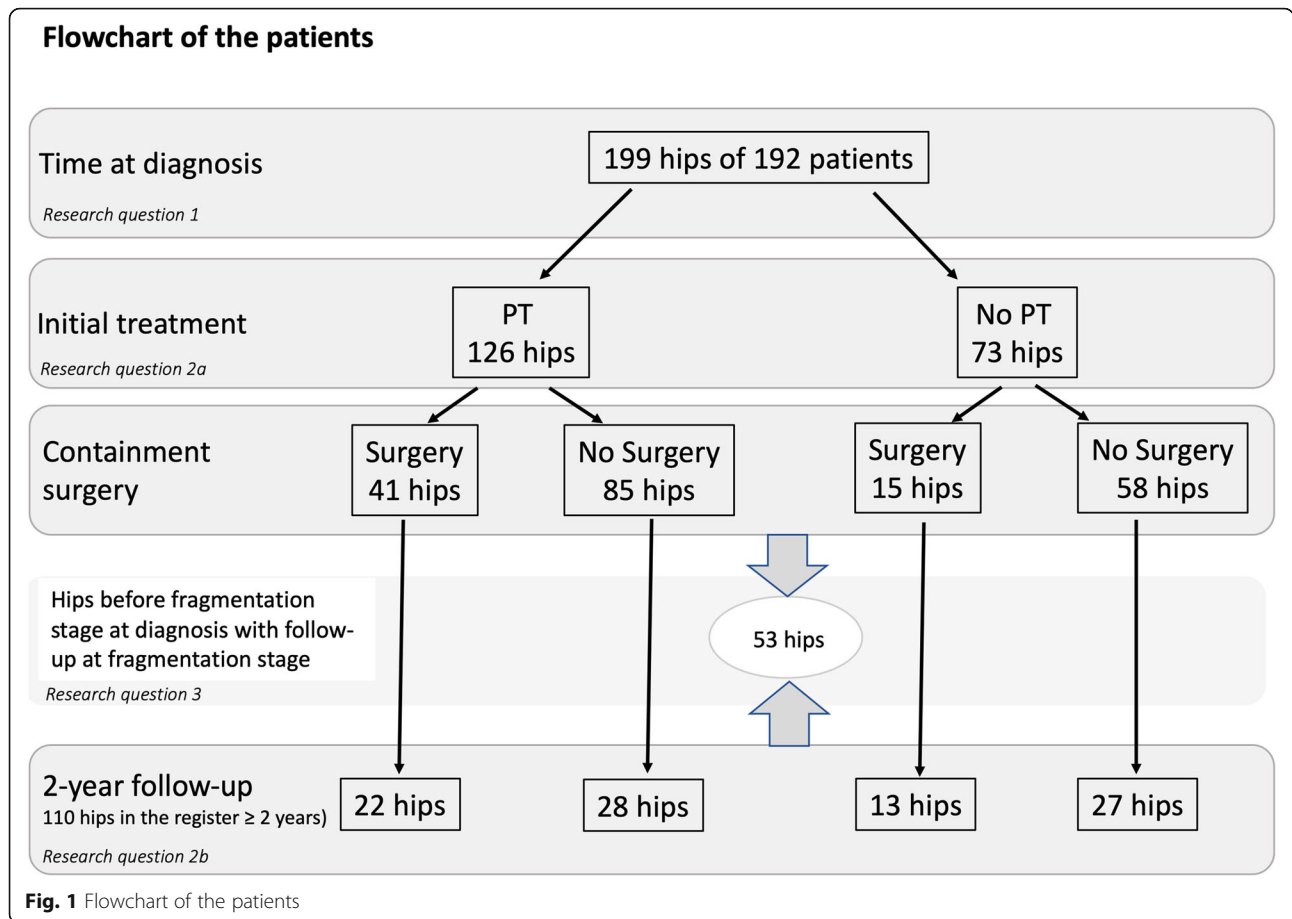 Flowchart of the patients
Time at diagnosis
Research question 1
199 hips of 192 patients
Initial treatment
Research question 2a
PT
126 hips
No PT
73 hips
Containment
surgery
Surgery
41 hips
No Surgery
85 hips
Surgery
15 hips
No Surgery
58 hips
Hips before fragmentation
stage at diagnosis with follow-
up at fragmentation stage
Research question 3
53 hips
2-year follow-up
110 hips in the register ≥ 2 years)
Research question 2b
22 hips
28 hips
13 hips
27 hips
Fig. 1 Flowchart of the patients